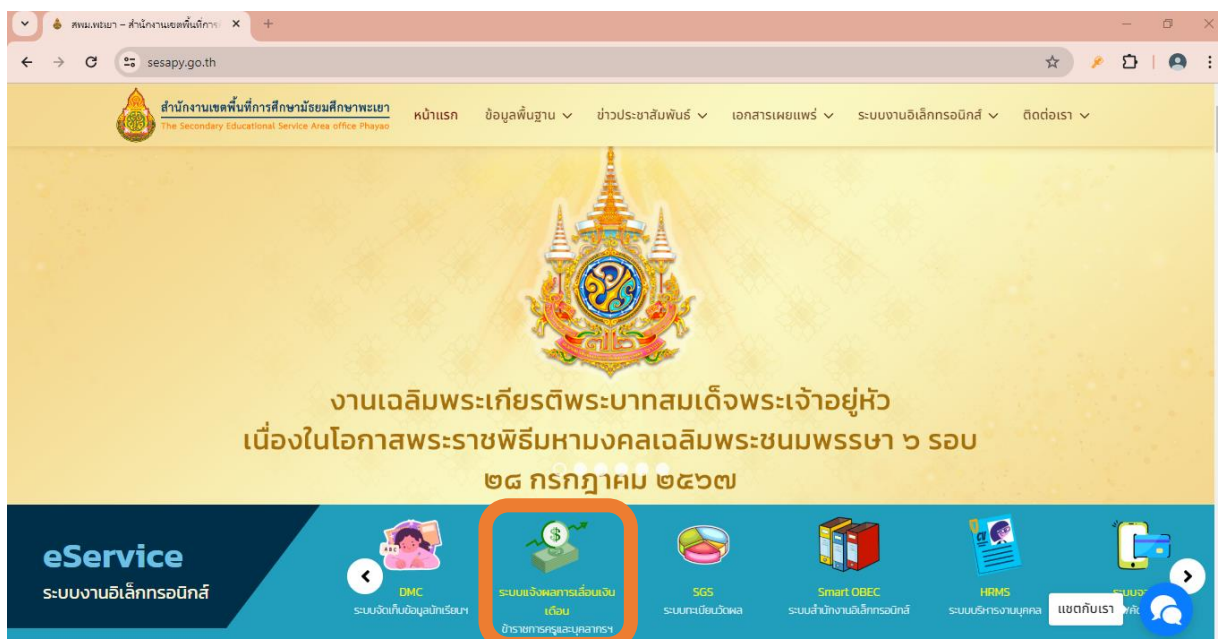 สพม.พะเยา – สำนักงานเขตพื้นที่การ
sesapy.go.th
สำนักงานเขตพื้นที่การศึกษามัธยมศึกษาพะเยา
The Secondary Educational Service Area office Phayao
หน้าแรก ข้อมูลพื้นฐาน ข่าวประชาสัมพันธ์ เอกสารเผยแพร่ ระบบงานอิเล็กทรอนิกส์ ติดต่อเรา
งานเฉลิมพระเกียรติพระบาทสมเด็จพระเจ้าอยู่หัว
เนื่องในโอกาสพระราชพิธีมหามงคลเฉลิมพระชนมพรรษา ๖ รอบ
๒๘ กรกฎาคม ๒๕๖๗
eService
ระบบงานอิเล็กทรอนิกส์
ABC
DMC
ระบบจัดเก็บข้อมูลนักเรียนฯ
ระบบแจ้งผลการเลื่อนเงิน
เดือน
ข้าราชการครูและบุคลากรฯ
SGS
ระบบทะเบียนวัดผล
Smart OBEC
ระบบสำนักงานอิเล็กทรอนิกส์
CV
HRMS
ระบบบริหารงานบุคคล
แชตกับเรา